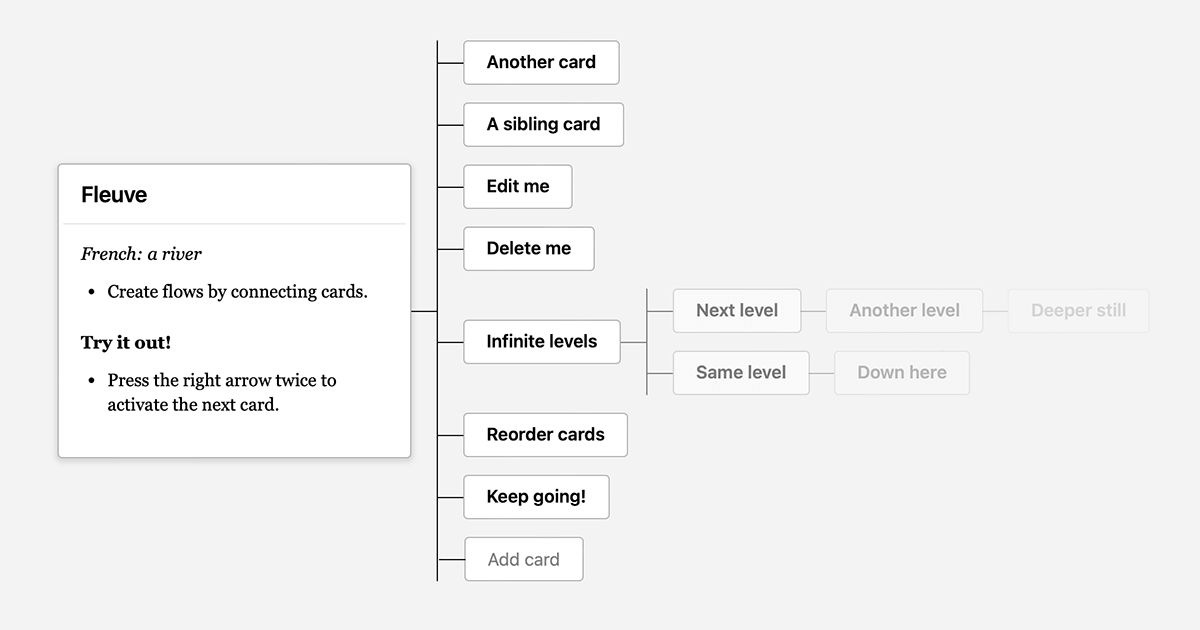 Fleuve
French: a river
• Create flows by connecting cards.
Try it out!
• Press the right arrow twice to
activate the next card.
Another card
A sibling card
Edit me
Delete me
Infinite levels
Next level
Another level
Deeper still
Same level
Down here
Reorder cards
Keep going!
Add card